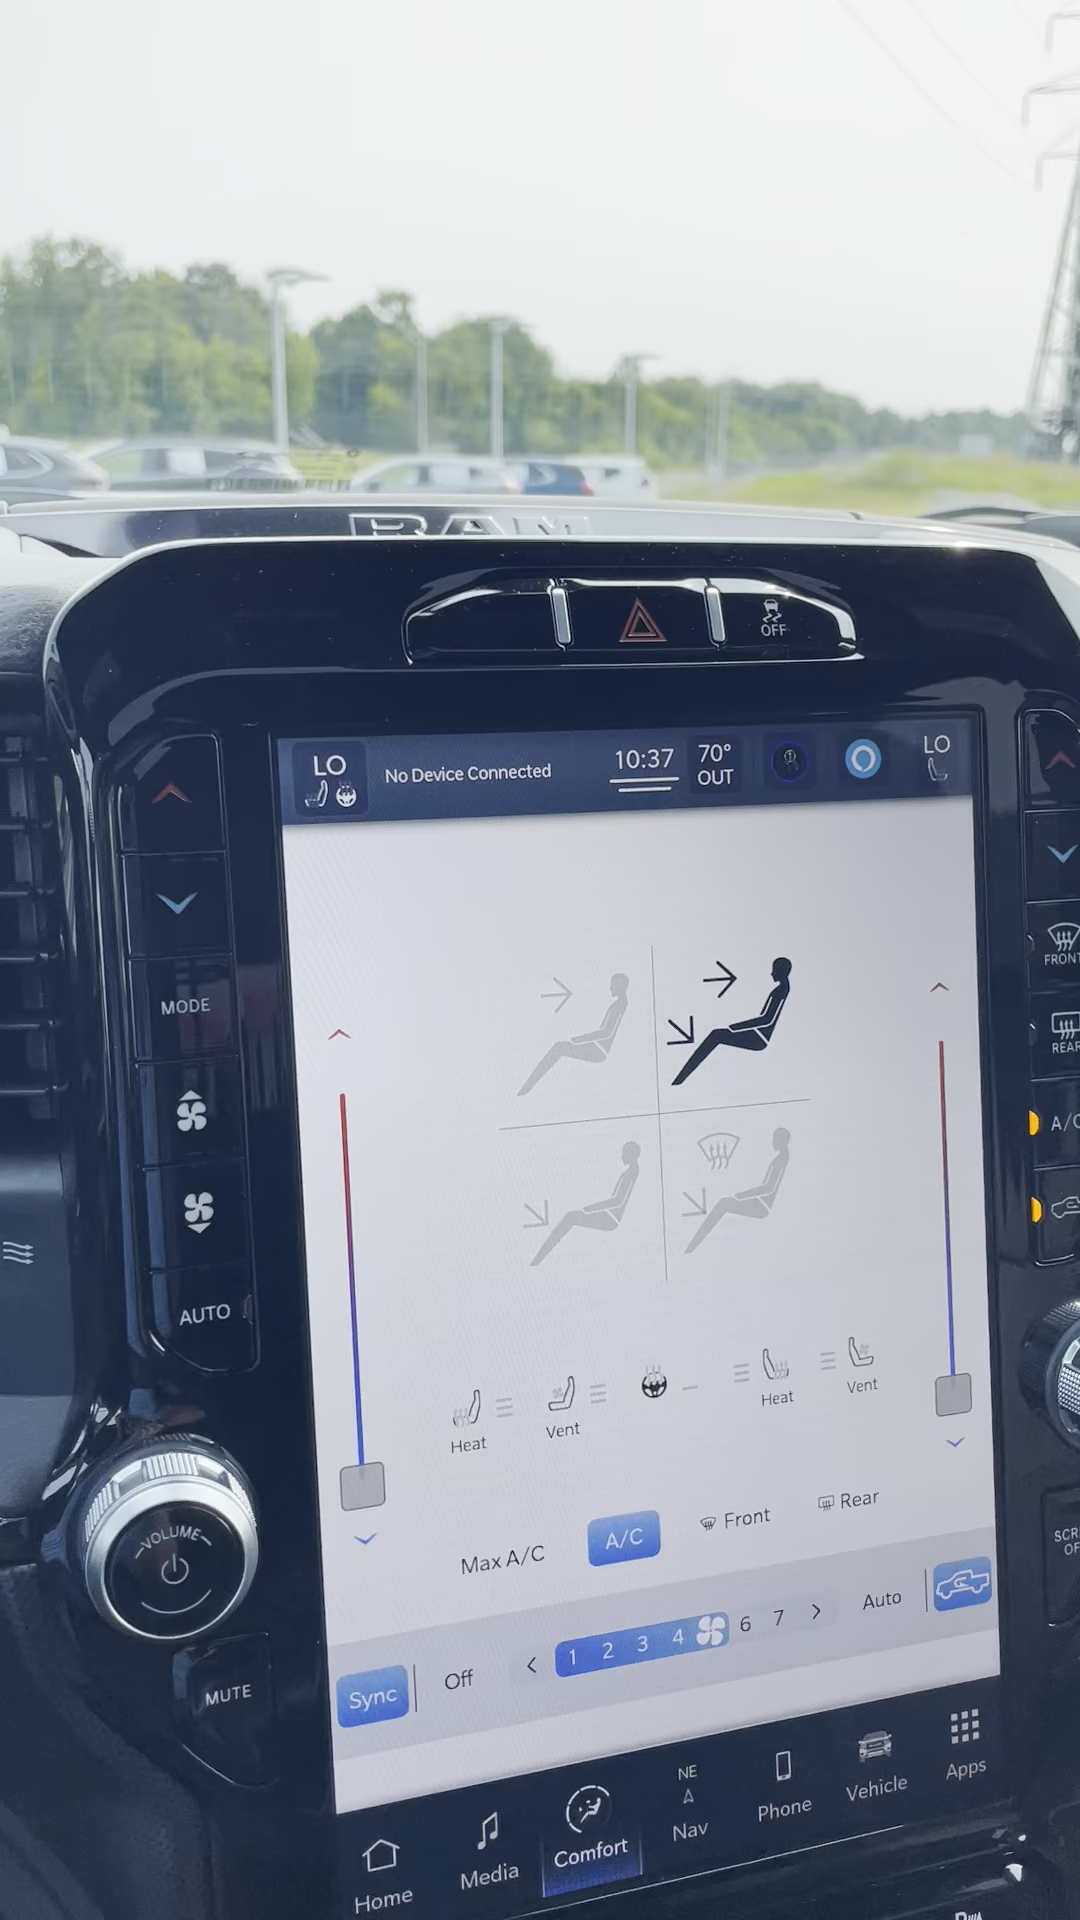 RAM
OFF
LO
No Device Connected
10:37
70°
OUT
LO
MODE
AUTO
FRONT
REAR
A/C
Heat
Vent
Heat
Vent
Max A/C
A/C
Front
Rear
Sync
Off
< 1 2 3 4 6 7 >
Auto
VOLUME
MUTE
Home
Media
Comfort
NE
Nav
Phone
Vehicle
Apps